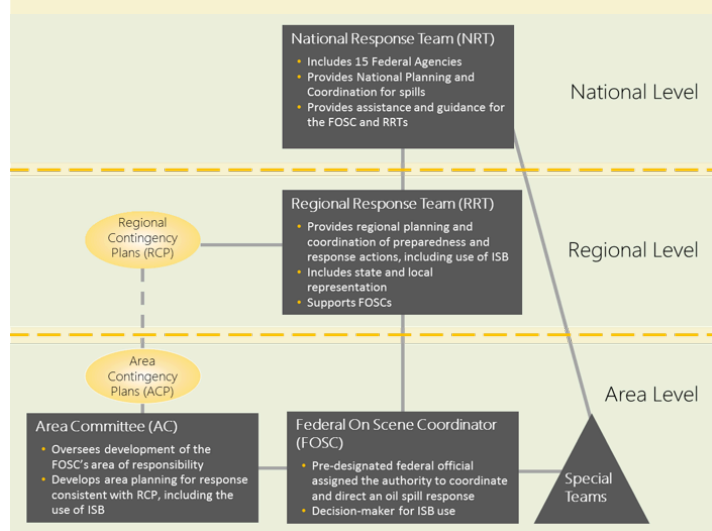 National Response Team (NRT)
• Includes 15 Federal Agencies
• Provides National Planning and
Coordination for spills
• Provides assistance and guidance for
the FOSC and RRTs
National Level
Regional
Contingency
Plans (RCP)
Regional Response Team (RRT)
• Provides regional planning and
coordination of preparedness and
response actions, including use of ISB
• Includes state and local
representation
• Supports FOSCs
Regional Level
Area
Contingency
Plans (ACP)
Area Level
Area Committee (AC)
• Oversees development of the
FOSC's area of responsibility
• Develops area planning for response
consistent with RCP, including the
use of ISB
Federal On Scene Coordinator
(FOSC)
• Pre-designated federal official
assigned the authority to coordinate
and direct an oil spill response
• Decision-maker for ISB use
Special
Teams